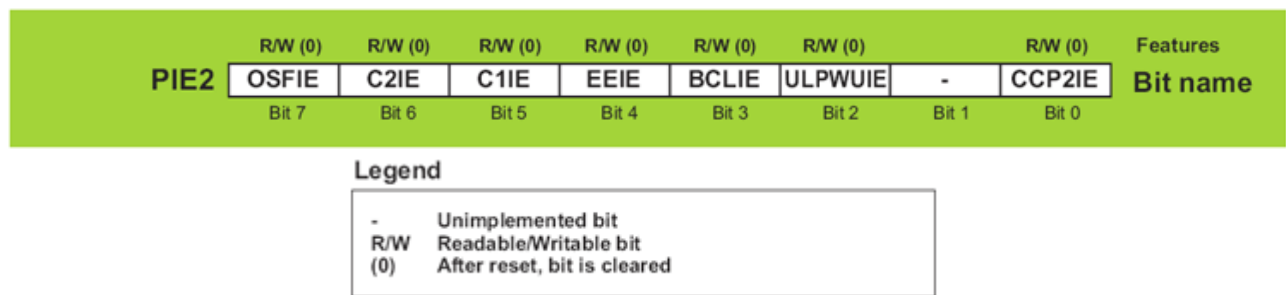 R/W (0) R/W (0) R/W (0) R/W (0) R/W (0) R/W (0) R/W (0) Features
PIE2 OSFIE C2IE C1IE EEIE BCLIE ULPWUIE - CCP2IE Bit name
Bit 7 Bit 6 Bit 5 Bit 4 Bit 3 Bit 2 Bit 1 Bit 0
Legend
- Unimplemented bit
R/W Readable/Writable bit
(0) After reset, bit is cleared